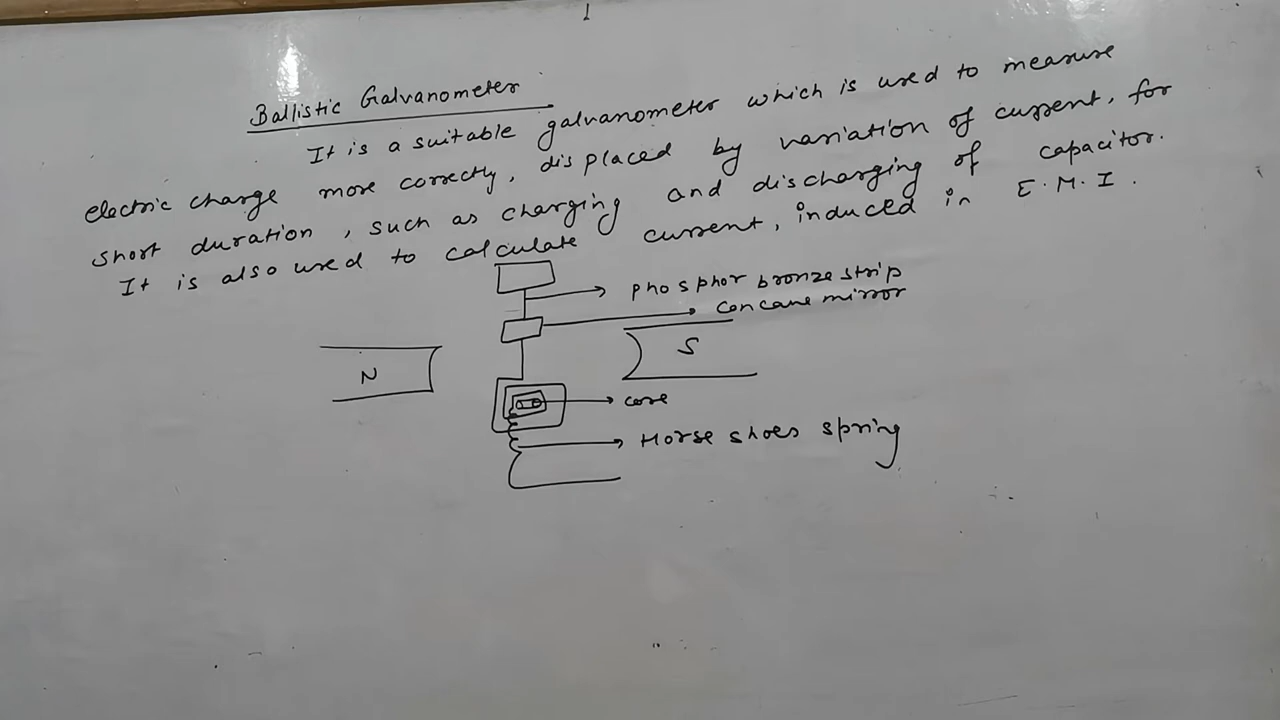 Ballistic Galvanometer
It is a suitable galvanometer which is used to measure
electric charge more correctly, displaced by variation of current, for
short duration, such as charging and discharging of capacitor.
It is also used to calculate current, induced in E.M.I.
phosphor bronze strip
concave mirror
N
S
core
Horse shoes spring